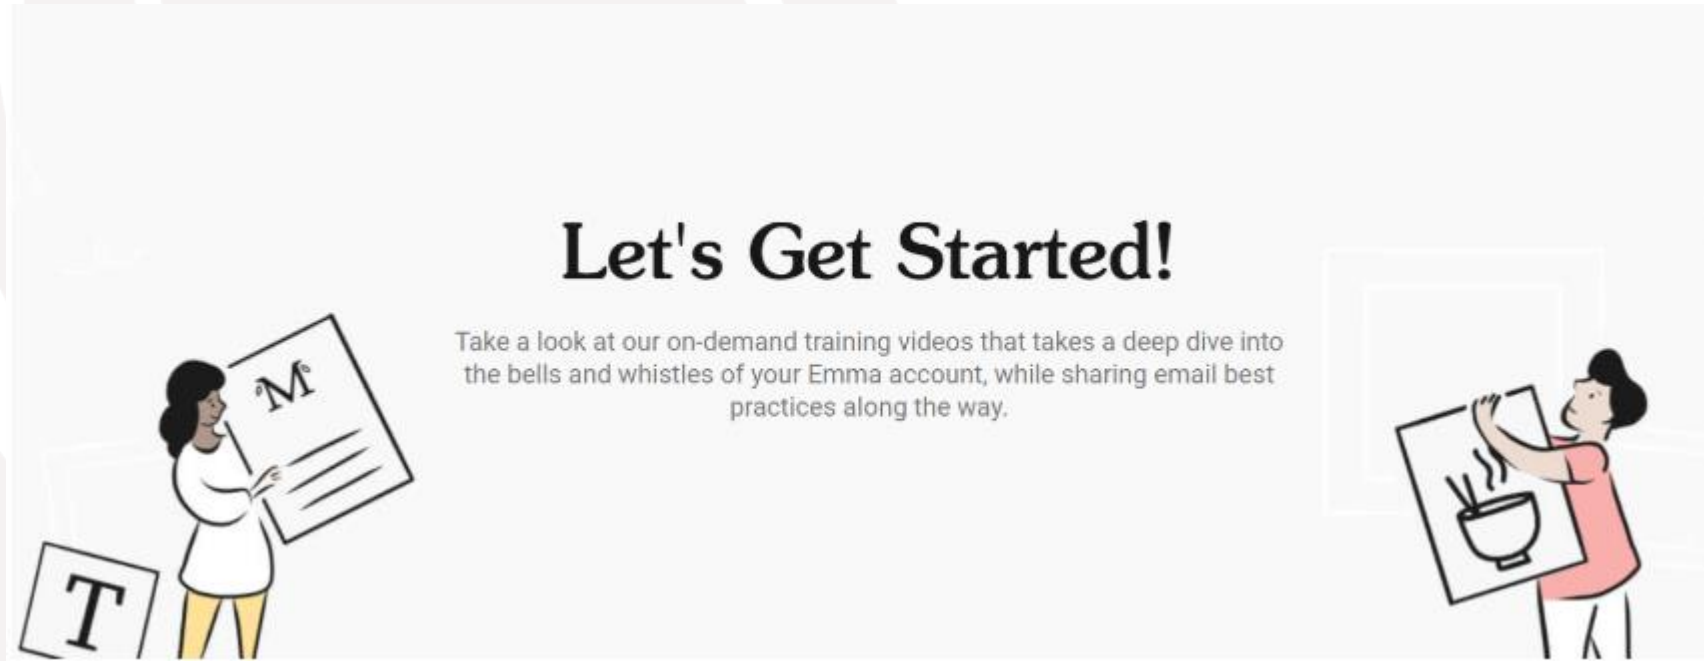 Let's Get Started!
Take a look at our on-demand training videos that takes a deep dive into
the bells and whistles of your Emma account, while sharing email best
practices along the way.
M
T